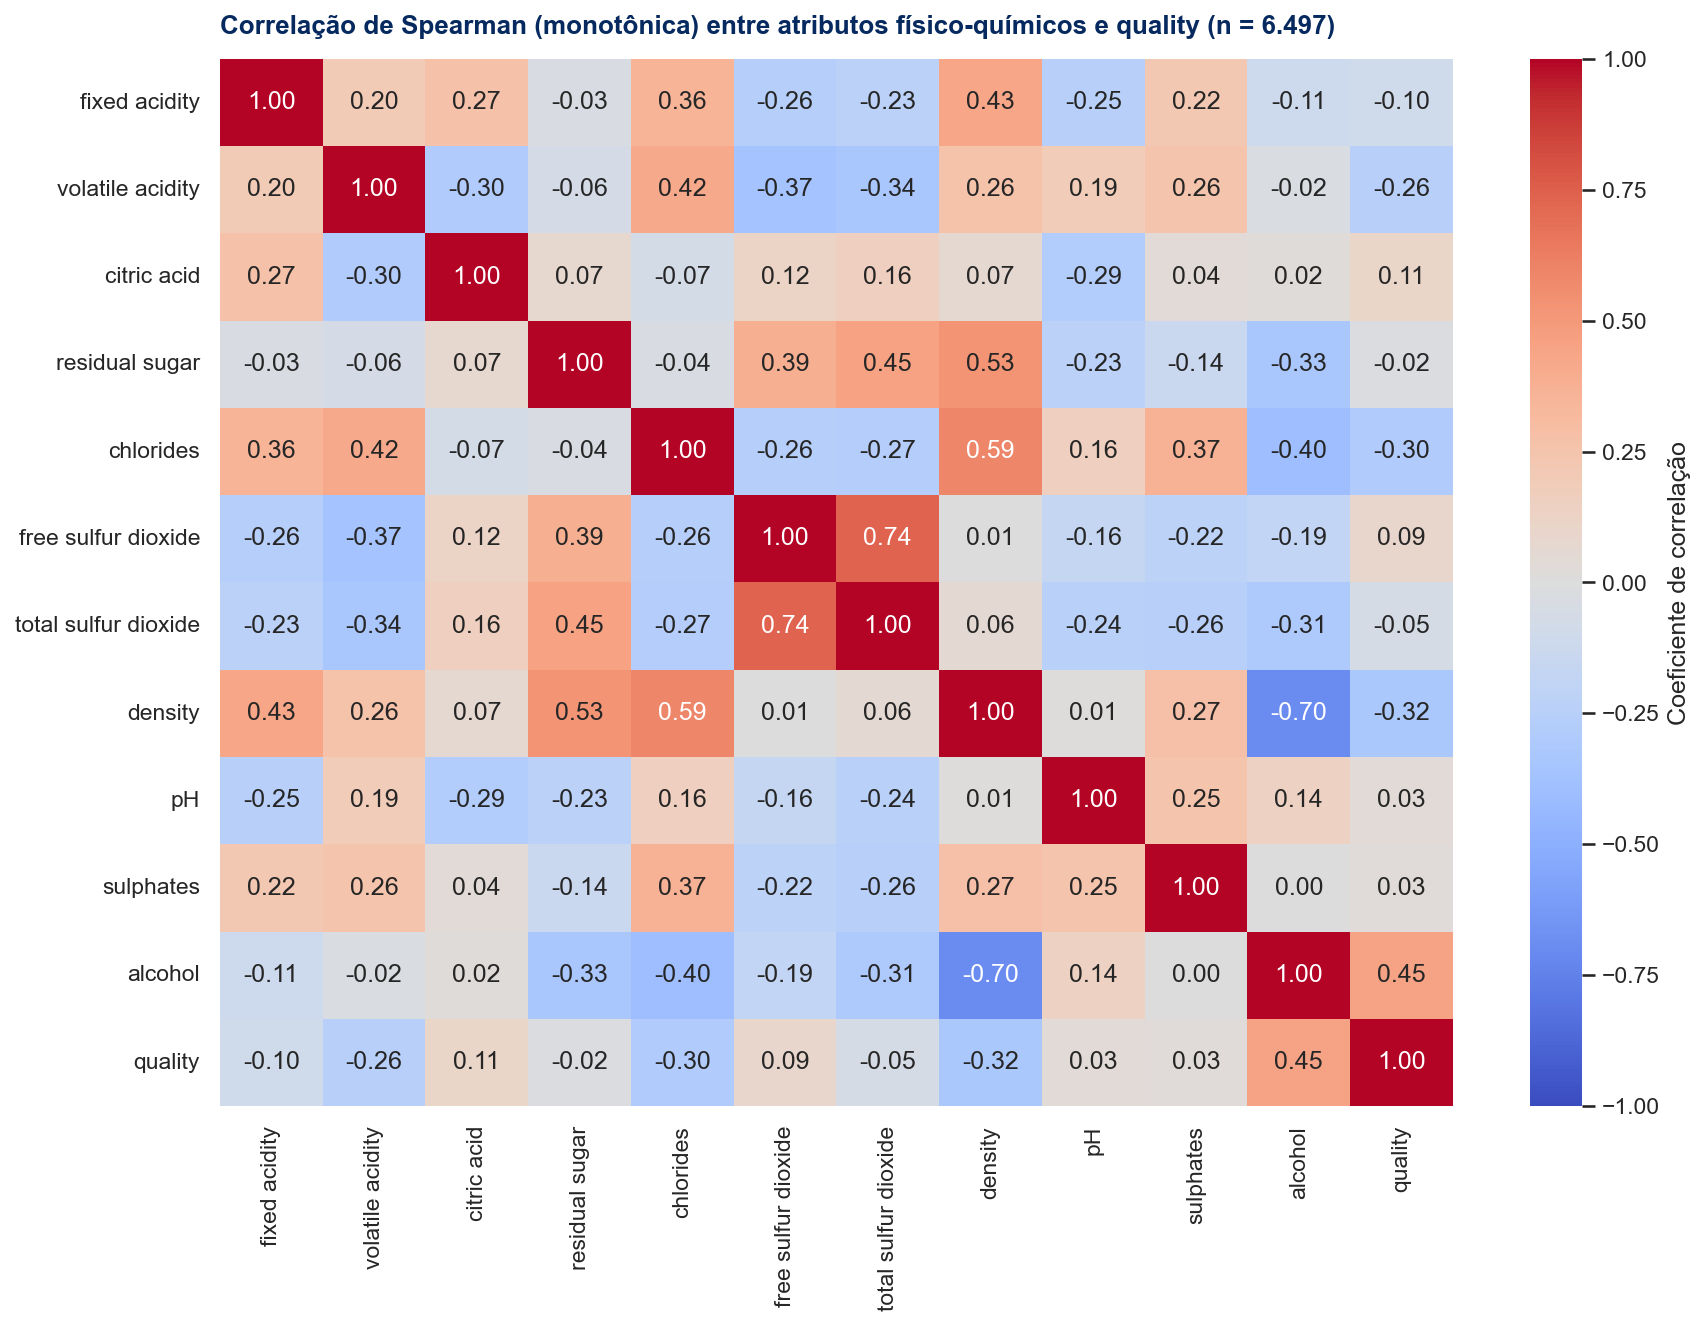 Correlação de Spearman (monotônica) entre atributos físico-químicos e quality (n = 6.497)
fixed acidity 1.00 0.20 0.27 -0.03 0.36 -0.26 -0.23 0.43 -0.25 0.22 -0.11 -0.10
volatile acidity 0.20 1.00 -0.30 -0.06 0.42 -0.37 -0.34 0.26 0.19 0.26 -0.02 -0.26
citric acid 0.27 -0.30 1.00 0.07 -0.07 0.12 0.16 0.07 -0.29 0.04 0.02 0.11
residual sugar -0.03 -0.06 0.07 1.00 -0.04 0.39 0.45 0.53 -0.23 -0.14 -0.33 -0.02
chlorides 0.36 0.42 -0.07 -0.04 1.00 -0.26 -0.27 0.59 0.16 0.37 -0.40 -0.30
free sulfur dioxide -0.26 -0.37 0.12 0.39 -0.26 1.00 0.74 0.01 -0.16 -0.22 -0.19 0.09
total sulfur dioxide -0.23 -0.34 0.16 0.45 -0.27 0.74 1.00 0.06 -0.24 -0.26 -0.31 -0.05
density 0.43 0.26 0.07 0.53 0.59 0.01 0.06 1.00 0.01 0.27 -0.70 -0.32
pH -0.25 0.19 -0.29 -0.23 0.16 -0.16 -0.24 0.01 1.00 0.25 0.14 0.03
sulphates 0.22 0.26 0.04 -0.14 0.37 -0.22 -0.26 0.27 0.25 1.00 0.00 0.03
alcohol -0.11 -0.02 0.02 -0.33 -0.40 -0.19 -0.31 -0.70 0.14 0.00 1.00 0.45
quality -0.10 -0.26 0.11 -0.02 -0.30 0.09 -0.05 -0.32 0.03 0.03 0.45 1.00
fixed acidity
volatile acidity
citric acid
residual sugar
chlorides
free sulfur dioxide
total sulfur dioxide
density
pH
sulphates
alcohol
quality
1.00
0.75
0.50
0.25
0.00
−0.25
−0.50
−0.75
−1.00
Coeficiente de correlação